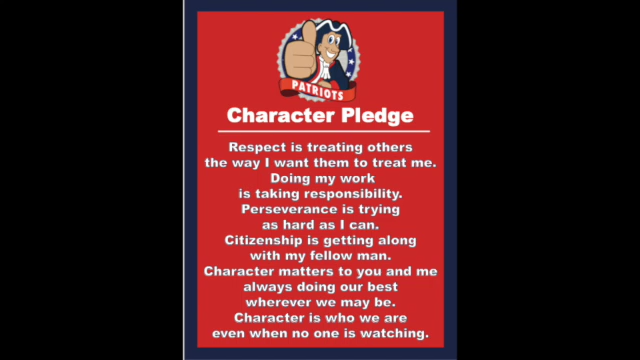 PATRIOTS
Character Pledge
Respect is treating others
the way I want them to treat me.
Doing my work
is taking responsibility.
Perseverance is trying
as hard as I can.
Citizenship is getting along
with my fellow man.
Character matters to you and me
always doing our best
wherever we may be.
Character is who we are
even when no one is watching.